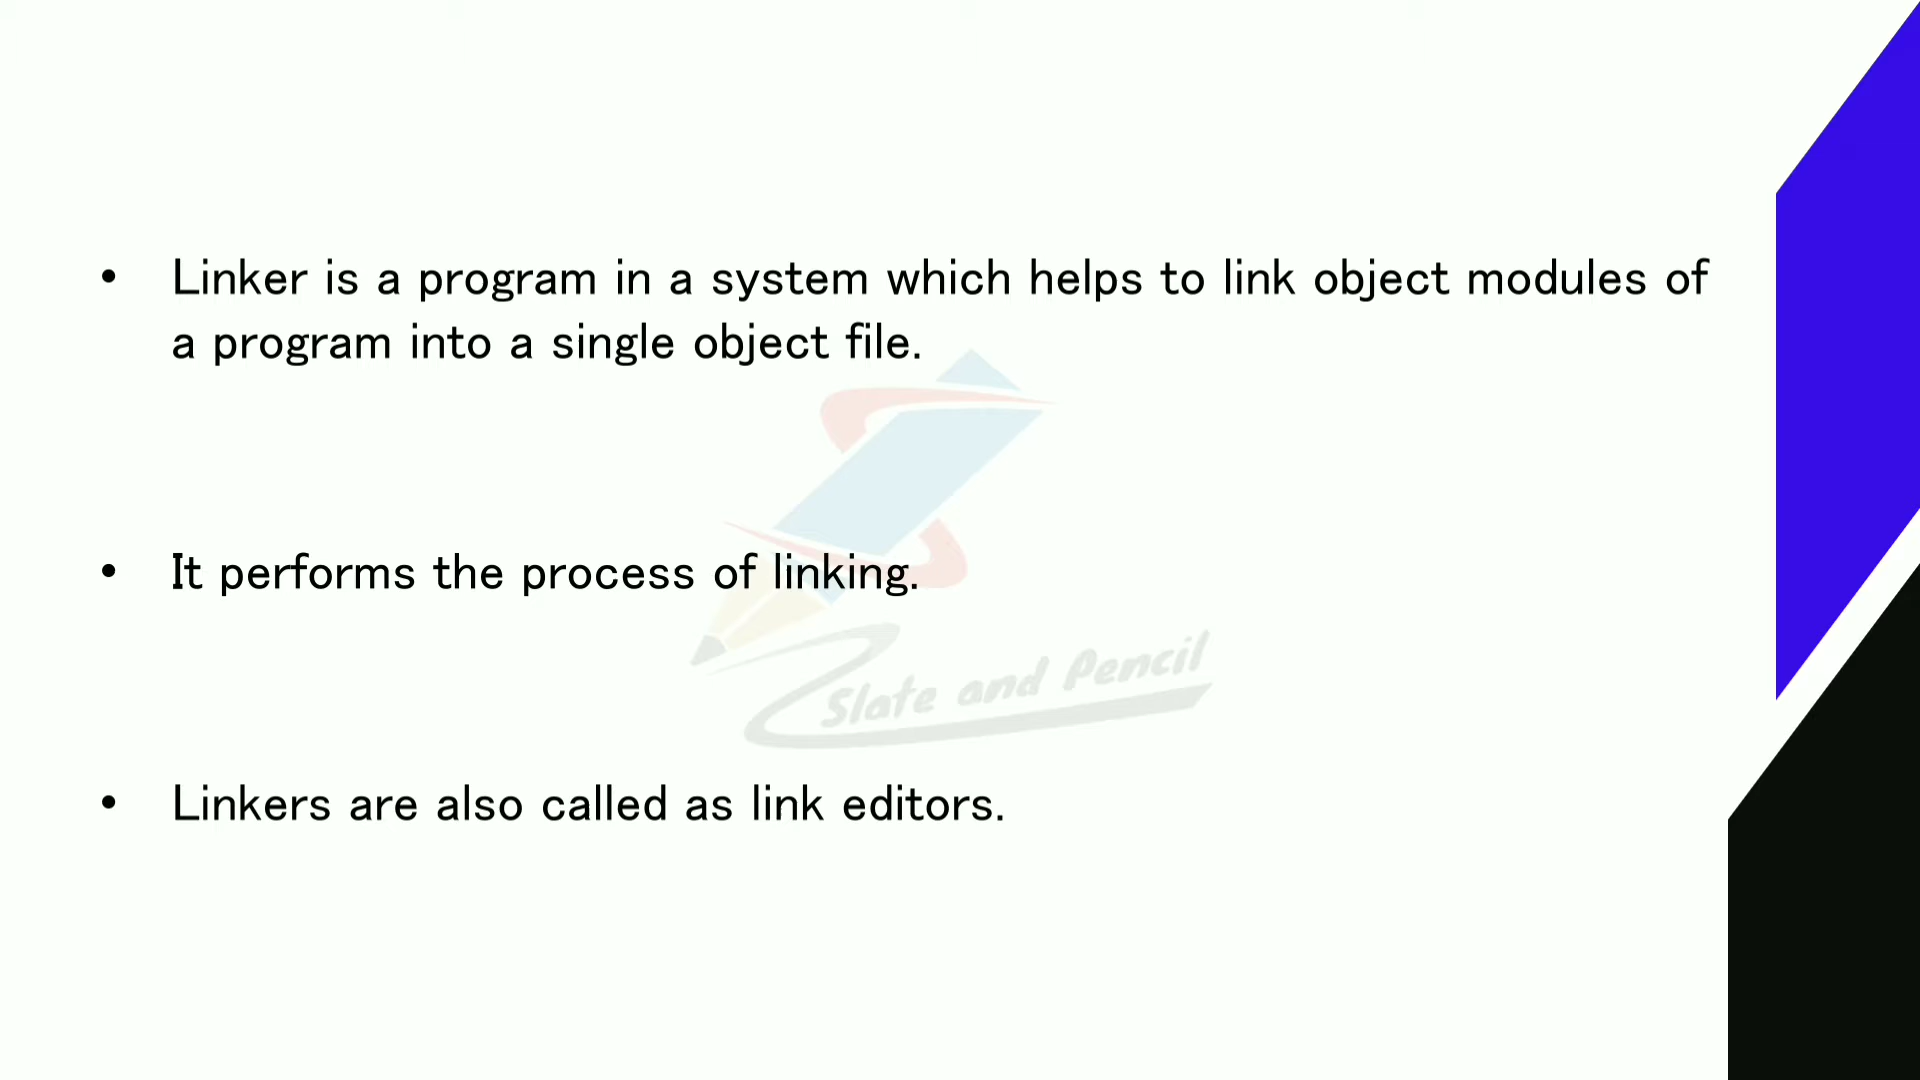 • Linker is a program in a system which helps to link object modules of
a program into a single object file.
• It performs the process of linking.
Slate and Pencil
• Linkers are also called as link editors.